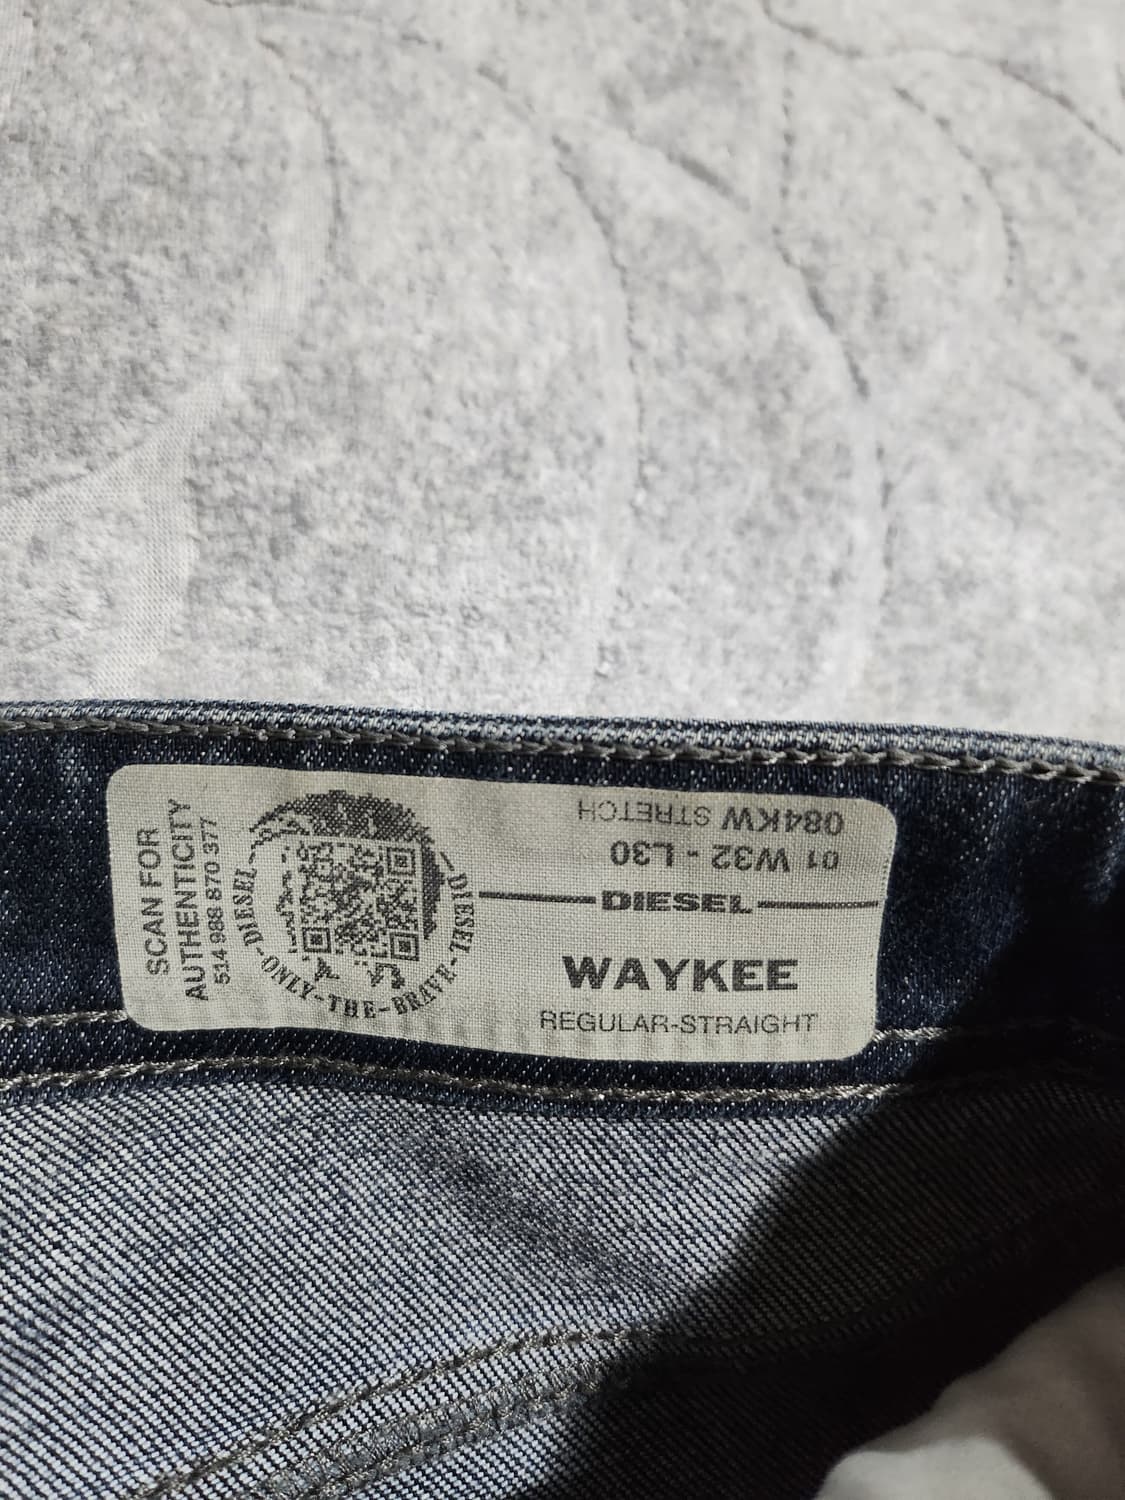 SCAN FOR
AUTHENTICITY
514 988 870 377
DIESEL-ONLY-THE-BRAVE-DIESEL
084KW STRETCH
01 W32 - L30
DIESEL
WAYKEE
REGULAR-STRAIGHT